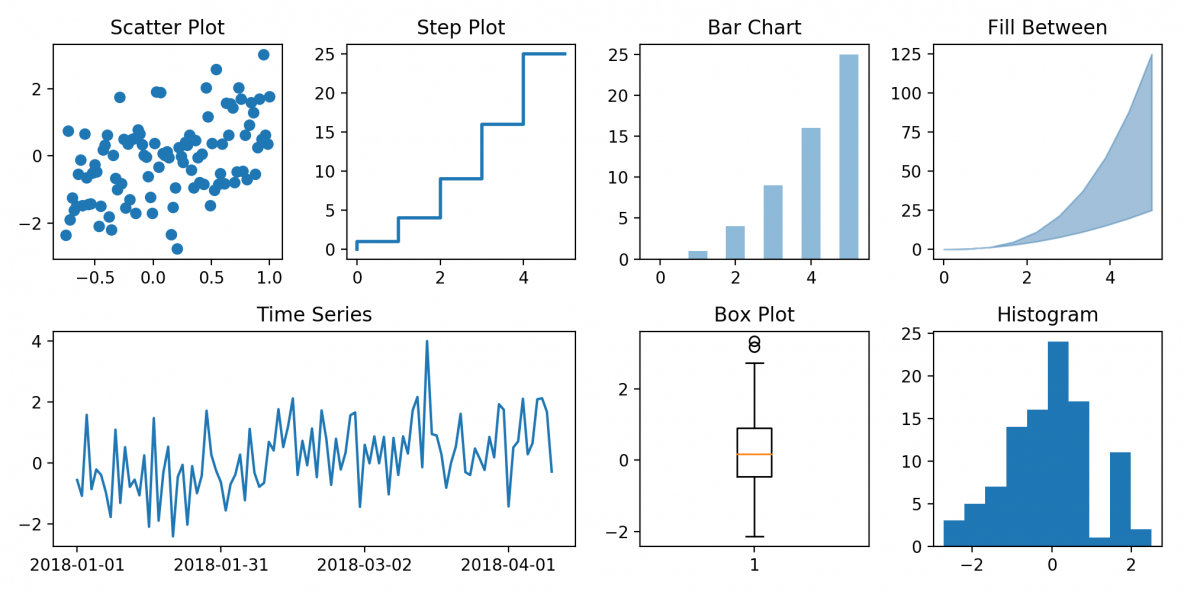 Scatter Plot
2
0
−2
−0.5 0.0 0.5 1.0
Step Plot
25
20
15
10
5
0
0 2 4
Bar Chart
25
20
15
10
5
0
0 2 4
Fill Between
125
100
75
50
25
0
0 2 4
Time Series
4
2
0
−2
2018-01-01 2018-01-31 2018-03-02 2018-04-01
Box Plot
2
0
−2
1
Histogram
25
20
15
10
5
0
−2 0 2